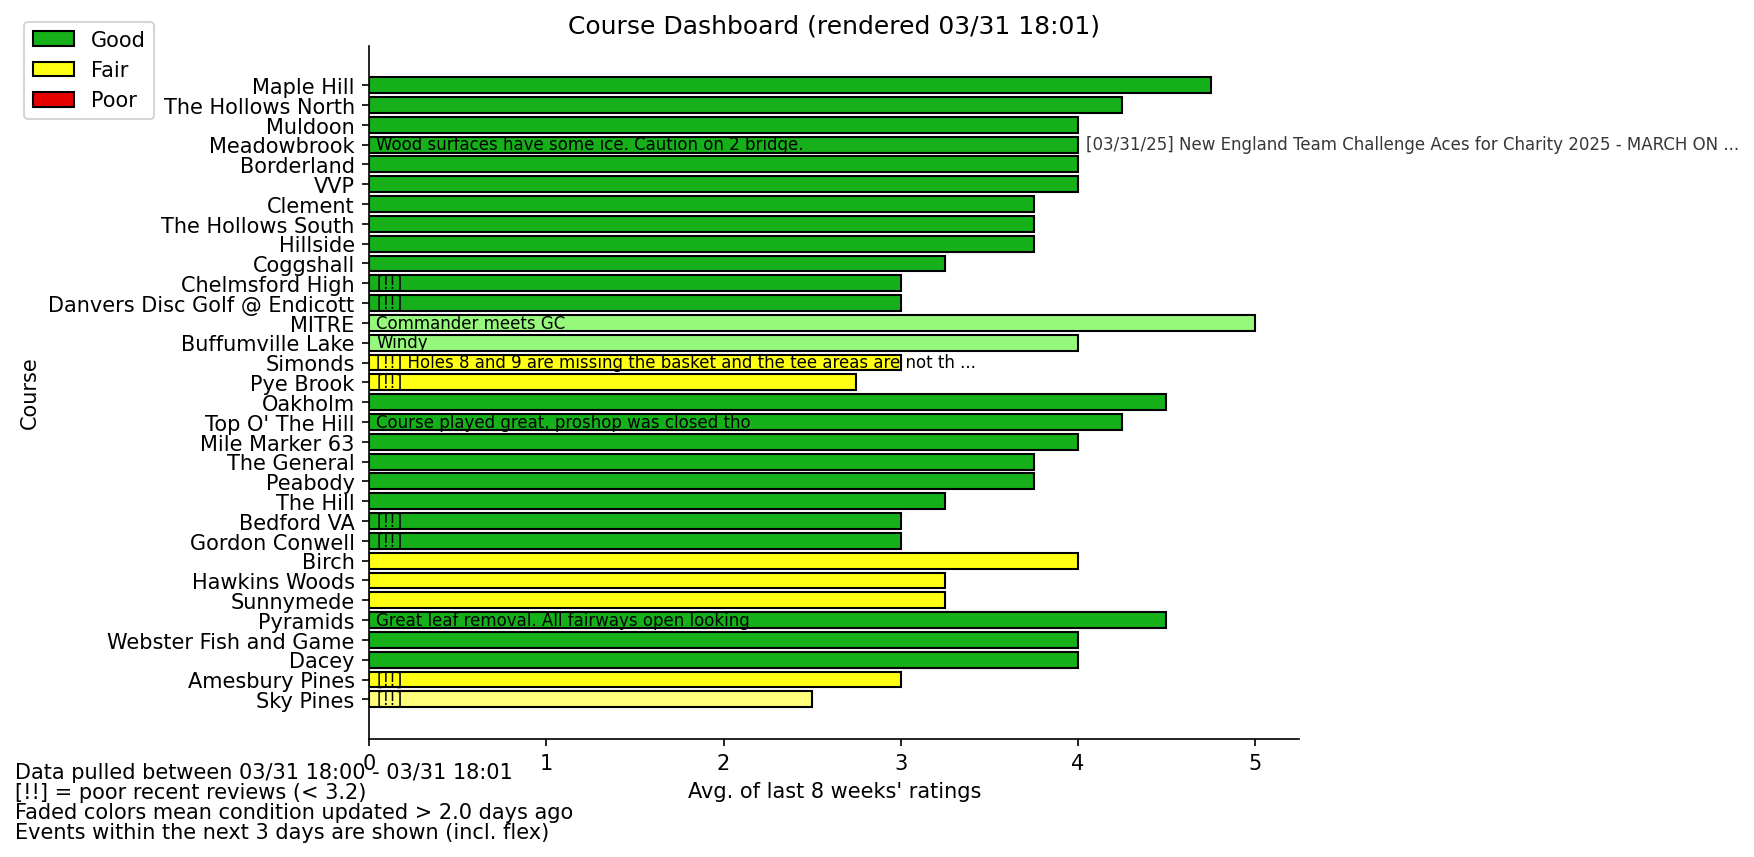 Course Dashboard (rendered 03/31 18:01)
Good
Fair
Poor
Course
Maple Hill
The Hollows North
Muldoon
Meadowbrook Wood surfaces have some ice. Caution on 2 bridge. [03/31/25] New England Team Challenge Aces for Charity 2025 - MARCH ON ...
Borderland
VVP
Clement
The Hollows South
Hillside
Coggshall
Chelmsford High [!!]
Danvers Disc Golf @ Endicott [!!]
MITRE Commander meets GC
Buffumville Lake Windy
Simonds [!!] Holes 8 and 9 are missing the basket and the tee areas are not th ...
Pye Brook [!!]
Oakholm
Top O' The Hill Course played great, proshop was closed tho
Mile Marker 63
The General
Peabody
The Hill
Bedford VA [!!]
Gordon Conwell [!!]
Birch
Hawkins Woods
Sunnymede
Pyramids Great leaf removal. All fairways open looking
Webster Fish and Game
Dacey
Amesbury Pines [!!]
Sky Pines [!!]
0 1 2 3 4 5
Avg. of last 8 weeks' ratings
Data pulled between 03/31 18:00 - 03/31 18:01
[!!] = poor recent reviews (< 3.2)
Faded colors mean condition updated > 2.0 days ago
Events within the next 3 days are shown (incl. flex)